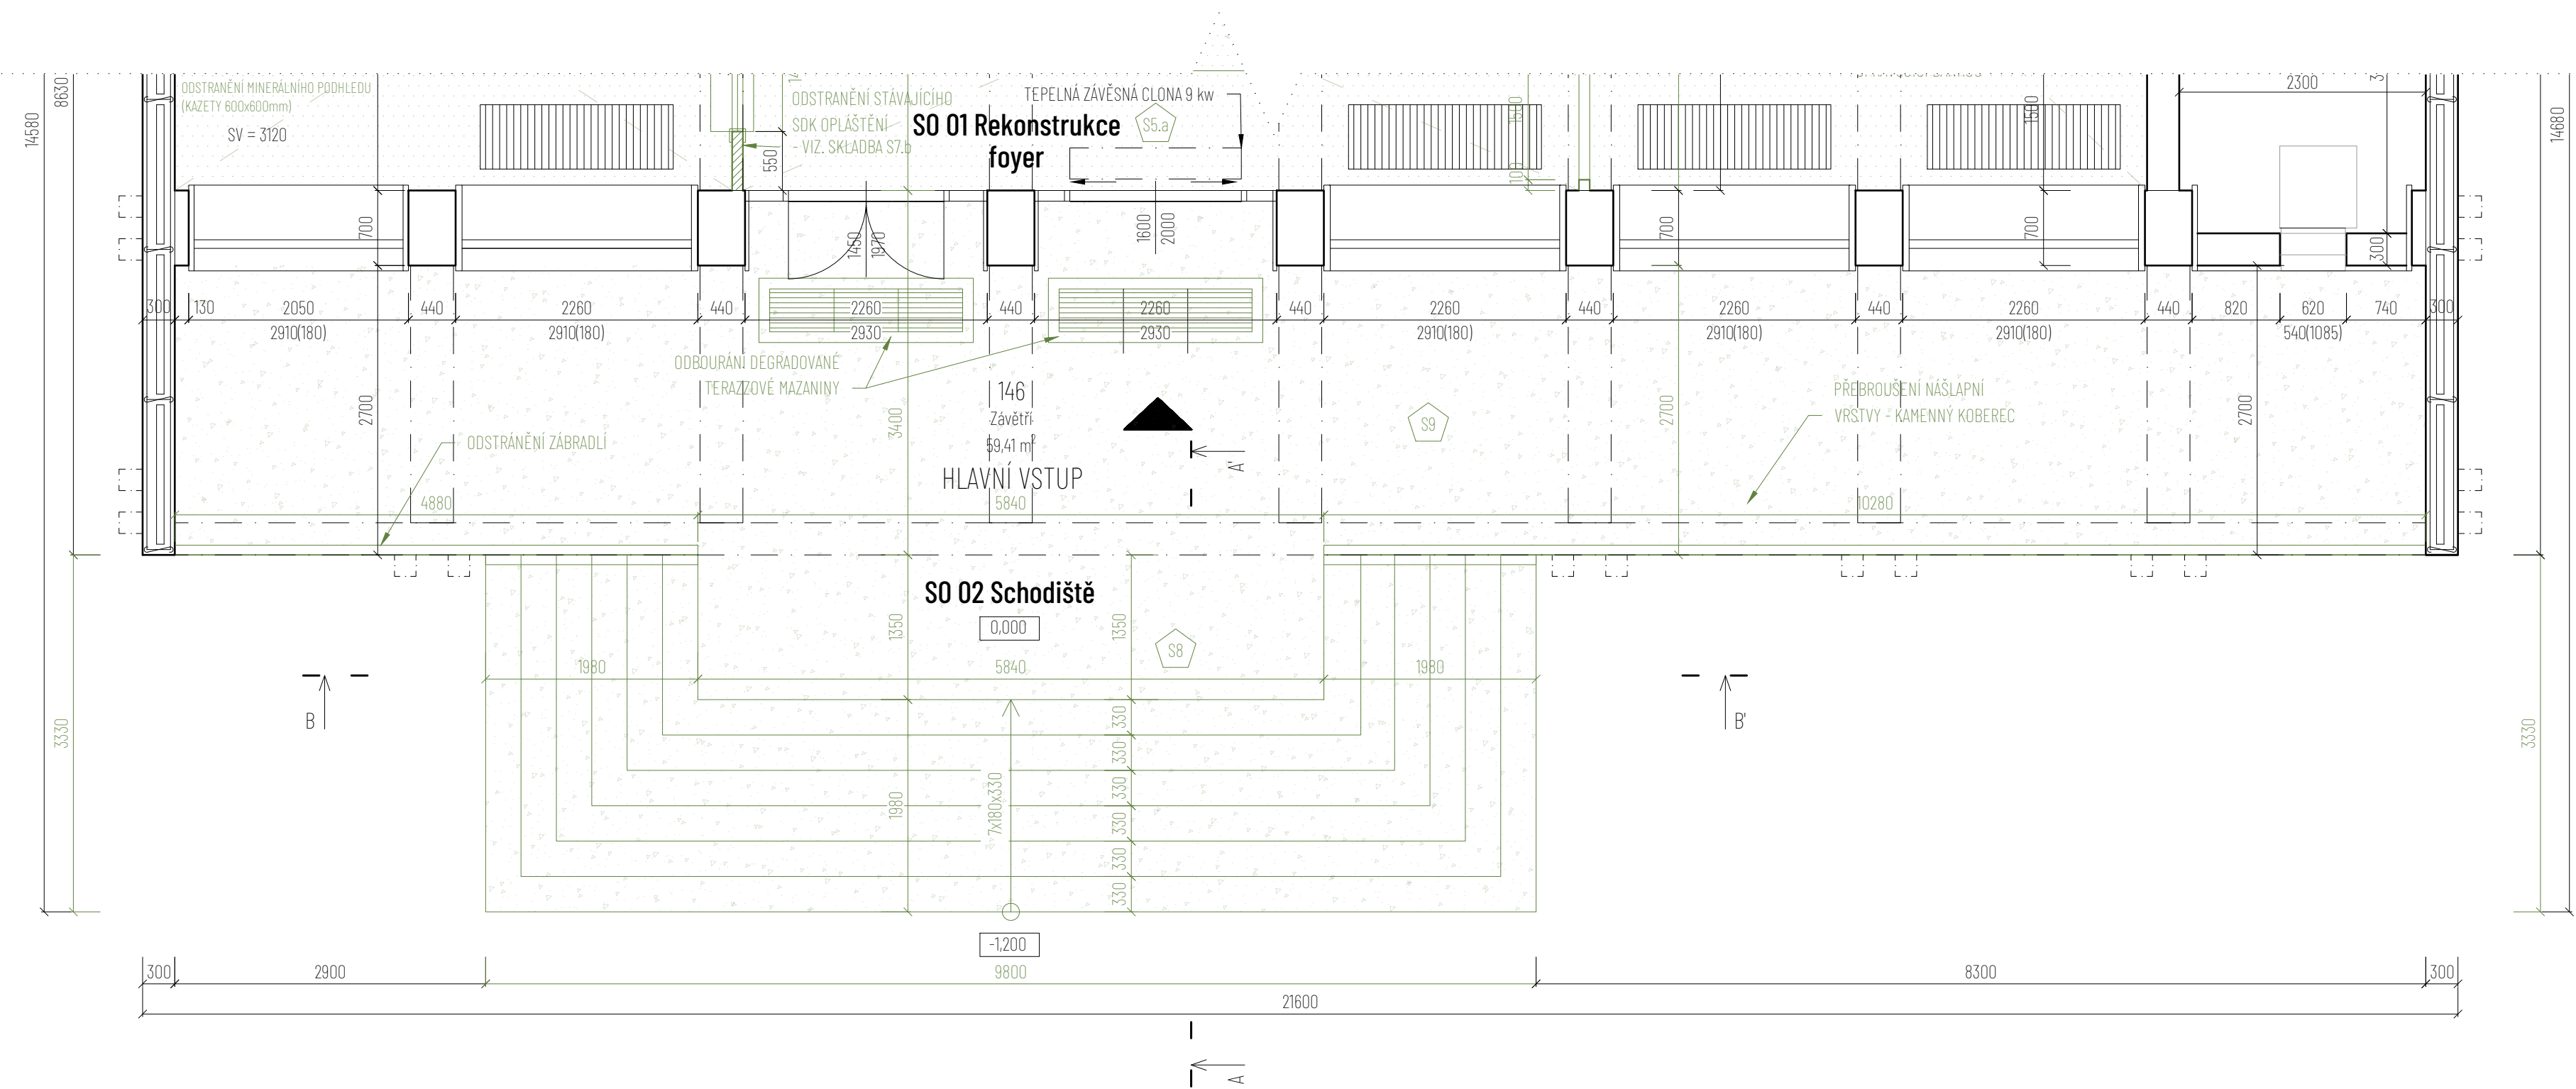 14580
8630
ODSTRANĚNÍ MINERÁLNÍHO PODHLEDU
(KAZETY 600x600mm)
SV = 3120
ODSTRANĚNÍ STÁVAJÍCÍHO
SDK OPLÁŠTĚNÍ
- VIZ. SKLADBA S7.b
550
TEPELNÁ ZÁVĚSNÁ CLONA 9 kw
SO 01 Rekonstrukce
foyer
S5.a
1500
100
1500
2300
14680
700
1450
1970
1600
2000
700
700
300
300
130
2050
440
2260
440
2260
440
2260
440
2260
440
2260
440
2260
440
820
620
740
300
2910(180)
2910(180)
2930
2930
2910(180)
2910(180)
2910(180)
540(1085)
ODBOURÁNÍ DEGRADOVANÉ
TERAZZOVÉ MAZANINY
2700
3400
146
Závětří
59,41 m²
HLAVNÍ VSTUP
S9
2700
PŘEBROUŠENÍ NÁŠLAPNÍ
VRSTVY - KAMENNÝ KOBEREC
2700
ODSTRÁNĚNÍ ZÁBRADLÍ
A'
4880
5840
10280
SO 02 Schodiště
0,000
1350
1350
S8
1980
5840
1980
B
B'
3330
3330
1980
7x180x330
330
330
330
330
330
330
-1,200
300
2900
9800
8300
300
21600
A